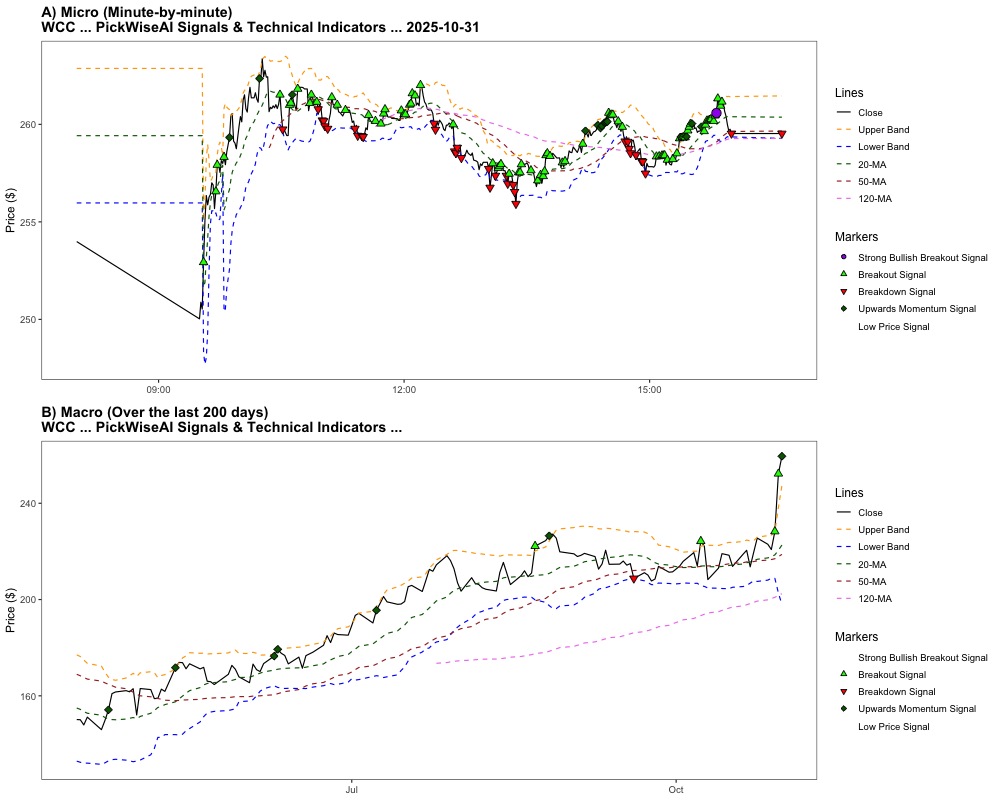 A) Micro (Minute-by-minute)
WCC ... PickWiseAI Signals & Technical Indicators ... 2025-10-31
Price ($)
260
255
250
09:00
12:00
15:00
Lines
Close
Upper Band
Lower Band
20-MA
50-MA
120-MA
Markers
Strong Bullish Breakout Signal
Breakout Signal
Breakdown Signal
Upwards Momentum Signal
Low Price Signal
B) Macro (Over the last 200 days)
WCC ... PickWiseAI Signals & Technical Indicators ...
Price ($)
240
200
160
Jul
Oct
Lines
Close
Upper Band
Lower Band
20-MA
50-MA
120-MA
Markers
Strong Bullish Breakout Signal
Breakout Signal
Breakdown Signal
Upwards Momentum Signal
Low Price Signal